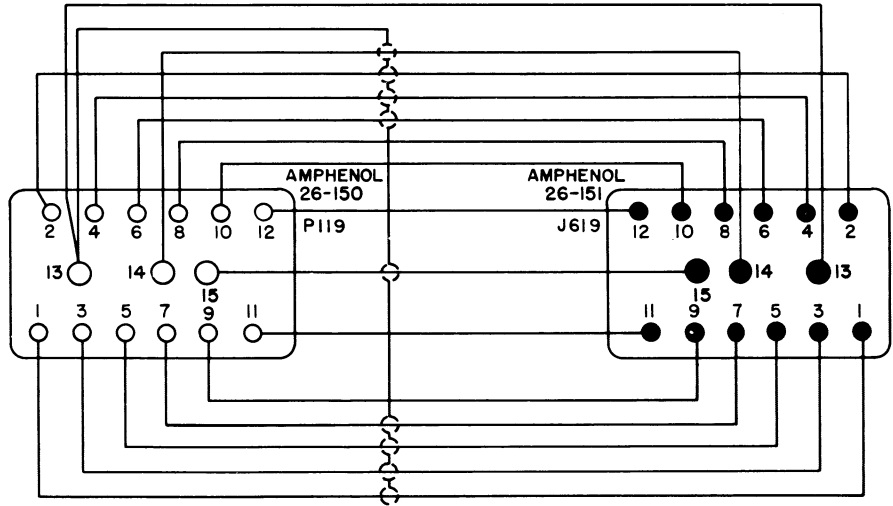 AMPHENOL
26-150
P119
AMPHENOL
26-151
J619
2 4 6 8 10 12
13 14 15
1 3 5 7 9 11
12 10 8 6 4 2
15 14 13
11 9 7 5 3 1